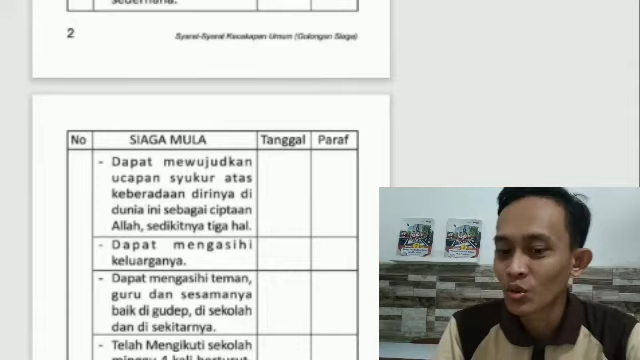 2
Syarat-Syarat Kecakapan Umum (Golongan Siaga)
No SIAGA MULA Tanggal Paraf
- Dapat mewujudkan
ucapan syukur atas
keberadaan dirinya di
dunia ini sebagai ciptaan
Allah, sedikitnya tiga hal.
- Dapat mengasihi
keluarganya.
- Dapat mengasihi teman,
guru dan sesamanya
baik di gudep, di sekolah
dan di sekitarnya.
- Telah Mengikuti sekolah
minggu 4 kali berturut-